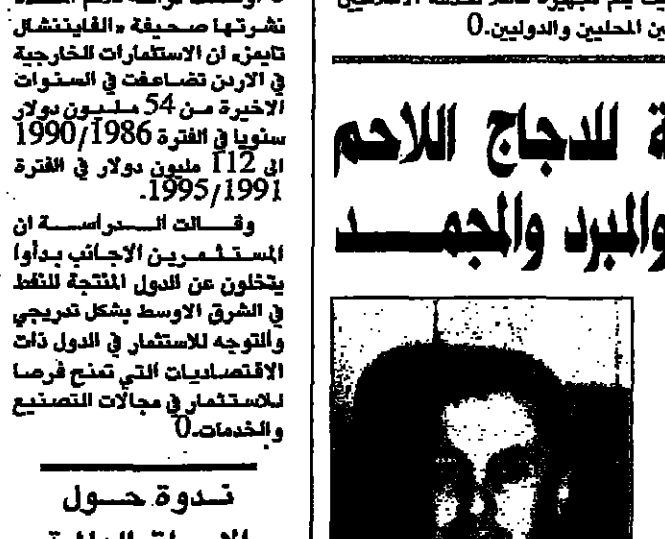 نشرتها صحيفة «الفايننشال
تايمز» ان الاستثمارات الخارجية
في الاردن تضاعفت في السنوات
الاخيرة من 54 مليون دولار
سنويا في الفترة 1990/1986
الى 112 مليون دولار في الفترة
1995/1991.
وقالت الدراسة ان
المستثمرين الاجانب بدأوا
يتخلون عن الدول المنتجة للنفط
في الشرق الاوسط بشكل تدريجي
والتوجه للاستثمار في الدول ذات
الاقتصاديات التي تمنح فرصا
للاستثمار في مجالات التصنيع
والخدمات.0
ندوة حول
ين المحليين والدوليين.0
ة للدجاج اللاحم
والمبرد والمجمد